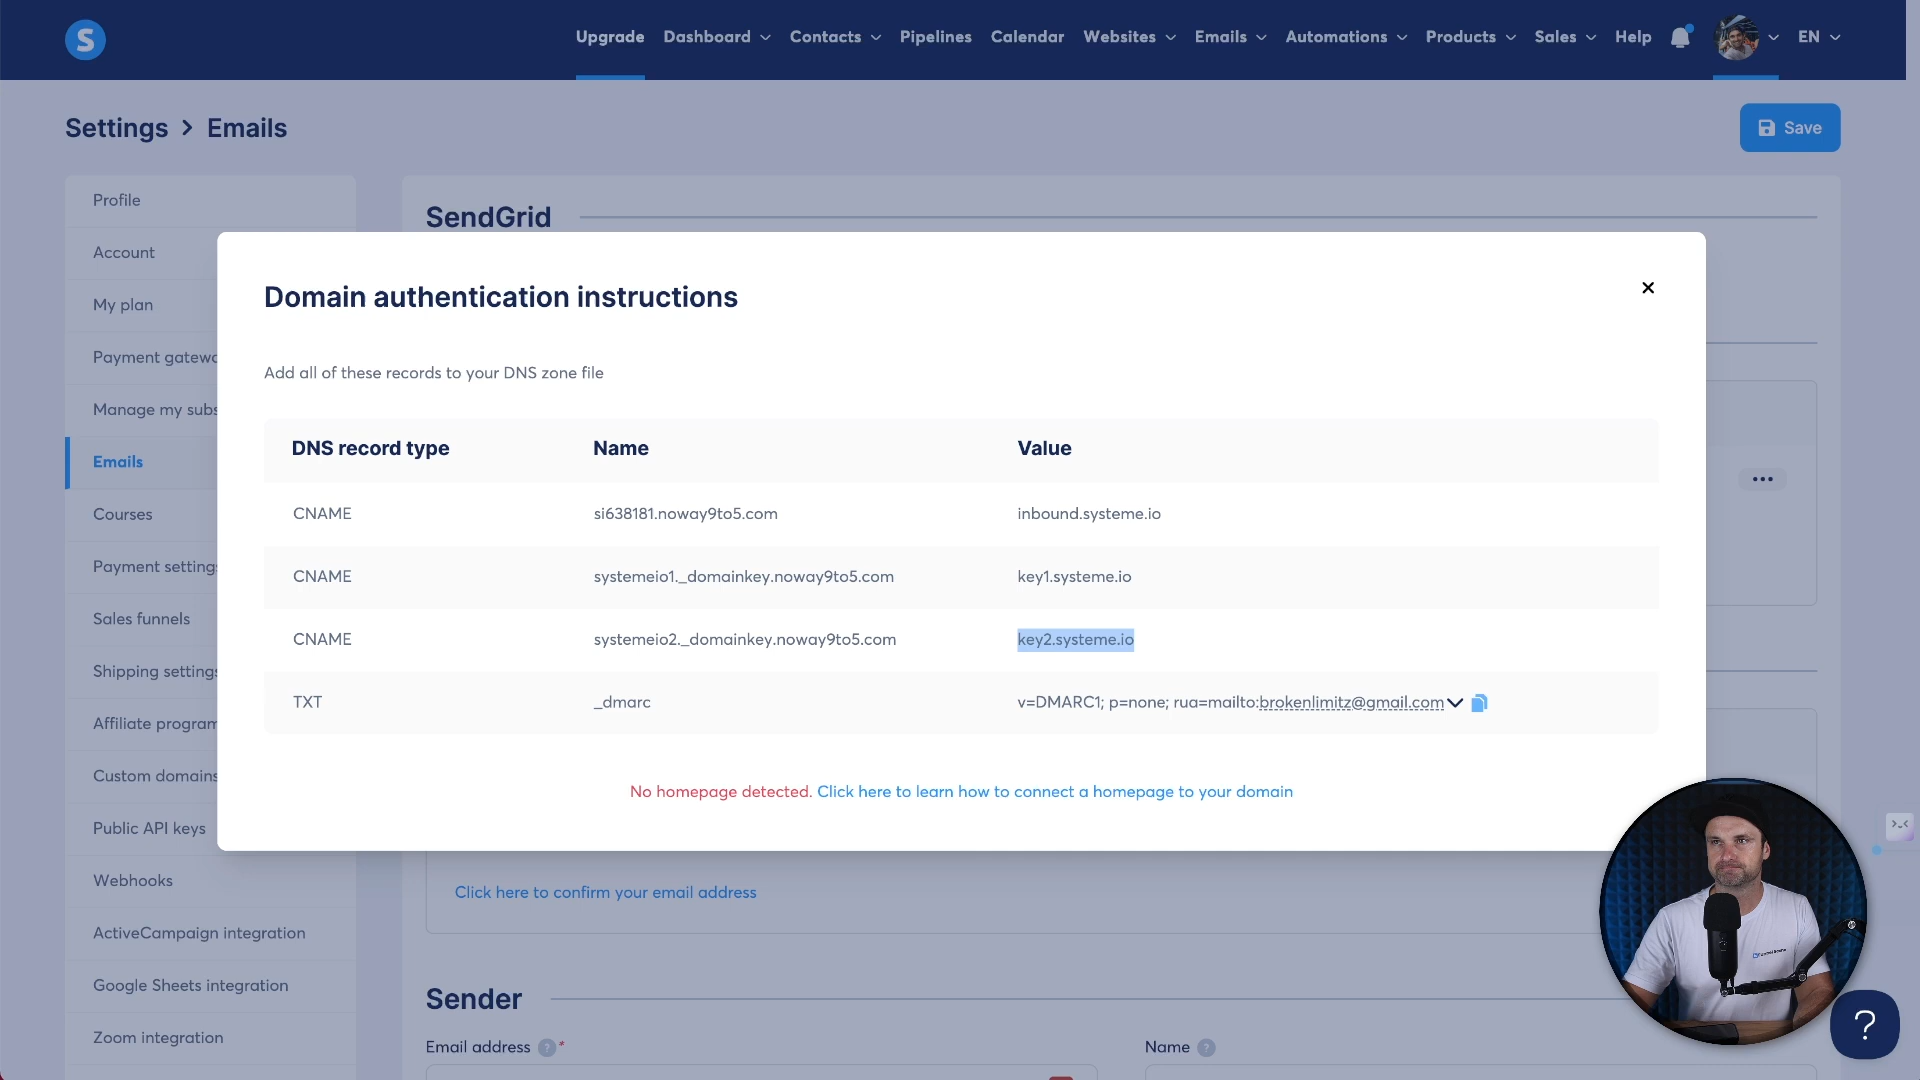 S
Upgrade Dashboard Contacts Pipelines Calendar Websites Emails Automations Products Sales Help EN
Settings > Emails
Save
Profile
Account
My plan
Payment gatewa
Manage my subs
Emails
Courses
Payment settings
Sales funnels
Shipping settings
Affiliate program
Custom domains
Public API keys
Webhooks
ActiveCampaign integration
Google Sheets integration
Zoom integration
SendGrid
Domain authentication instructions
Add all of these records to your DNS zone file
DNS record type Name Value
CNAME si638181.noway9to5.com inbound.systeme.io
CNAME systemeio1._domainkey.noway9to5.com key1.systeme.io
CNAME systemeio2._domainkey.noway9to5.com key2.systeme.io
TXT _dmarc v=DMARC1; p=none; rua=mailto:brokenlimitz@gmail.com
No homepage detected. Click here to learn how to connect a homepage to your domain
Click here to confirm your email address
Sender
Email address ? *
Name ?
?